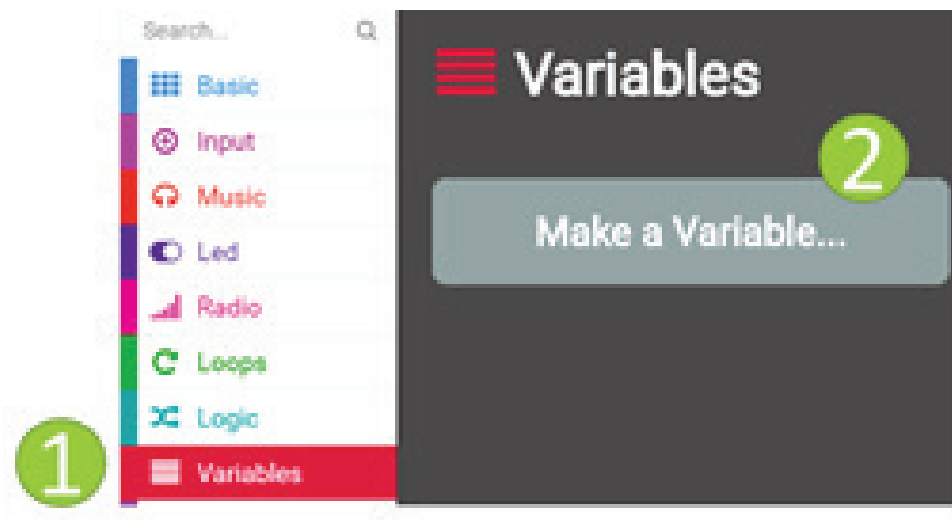 Search...
Basic
Input
Music
Led
Radio
Loops
Logic
1
Variables
Variables
2
Make a Variable...